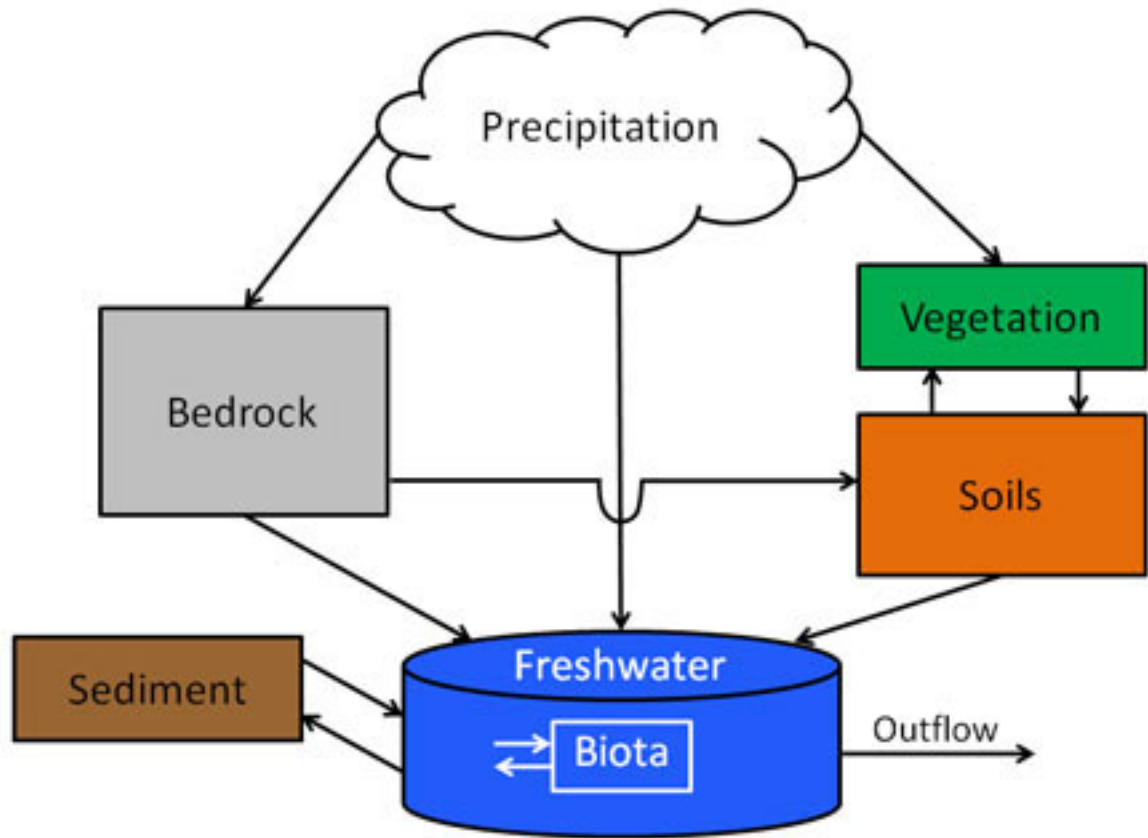 Precipitation
Vegetation
Bedrock
Soils
Freshwater
Sediment
Biota
Outflow